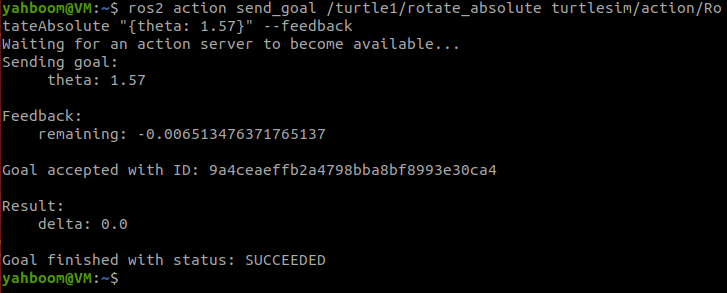 yahboom@VM:~$ ros2 action send_goal /turtle1/rotate_absolute turtlesim/action/Ro
tateAbsolute "{theta: 1.57}" --feedback
Waiting for an action server to become available...
Sending goal:
     theta: 1.57

Feedback:
    remaining: -0.006513476371765137

Goal accepted with ID: 9a4ceaeffb2a4798bba8bf8993e30ca4

Result:
    delta: 0.0

Goal finished with status: SUCCEEDED
yahboom@VM:~$